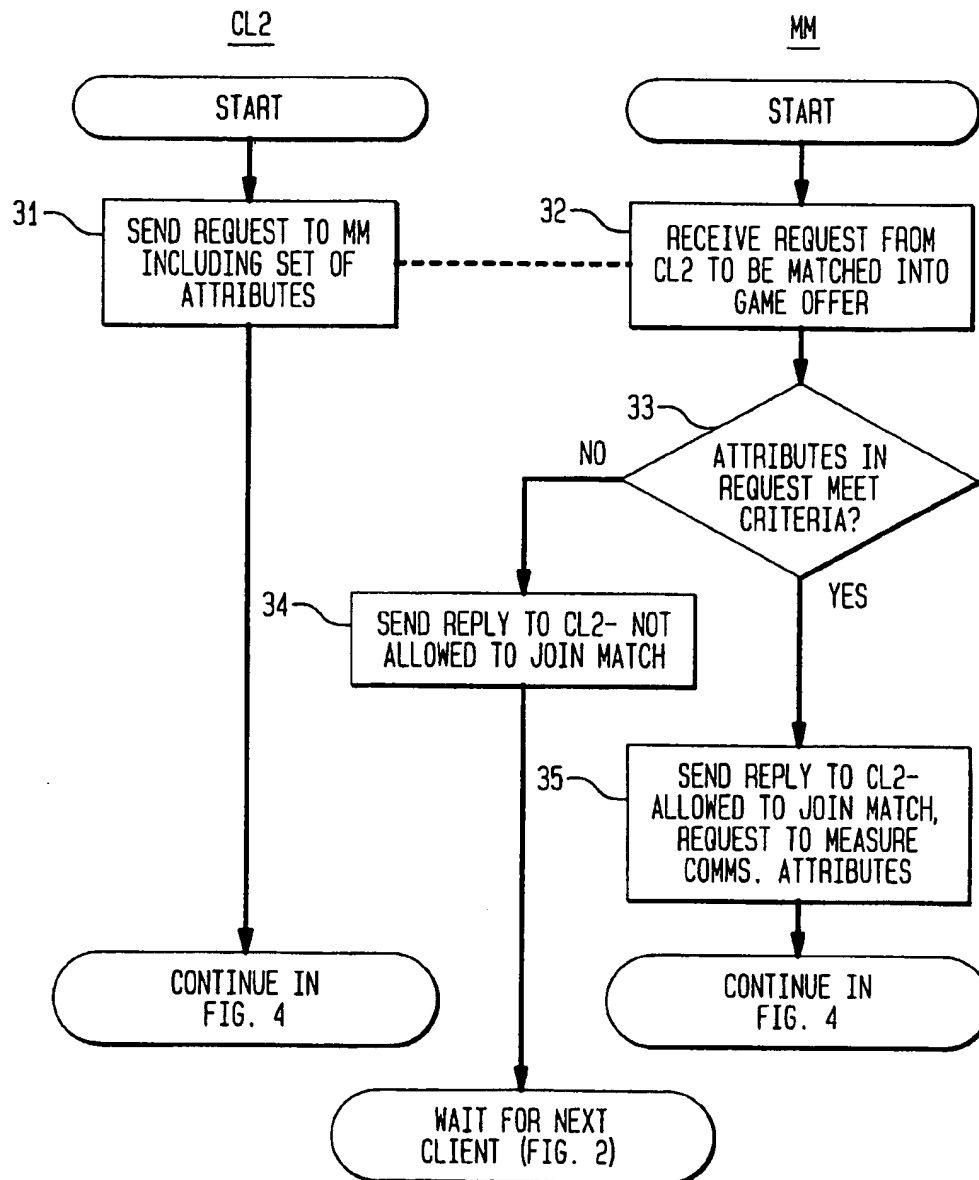 CL2
MM
START
START
31
SEND REQUEST TO MM
INCLUDING SET OF
ATTRIBUTES
32
RECEIVE REQUEST FROM
CL2 TO BE MATCHED INTO
GAME OFFER
33
ATTRIBUTES IN
REQUEST MEET
CRITERIA?
NO
YES
34
SEND REPLY TO CL2- NOT
ALLOWED TO JOIN MATCH
35
SEND REPLY TO CL2-
ALLOWED TO JOIN MATCH,
REQUEST TO MEASURE
COMMS. ATTRIBUTES
CONTINUE IN
FIG. 4
CONTINUE IN
FIG. 4
WAIT FOR NEXT
CLIENT (FIG. 2)